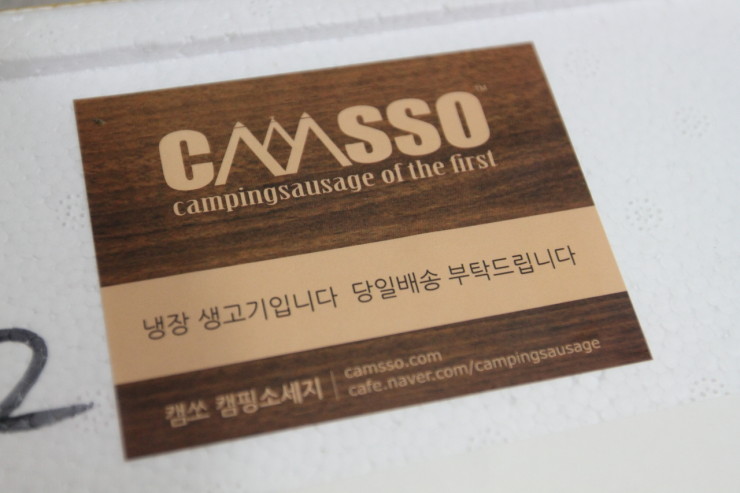 CAMSSO™
campingsausage of the first
냉장 생고기입니다 당일배송 부탁드립니다
캠쏘 캠핑소세지
camsso.com
cafe.naver.com/campingsausage
2